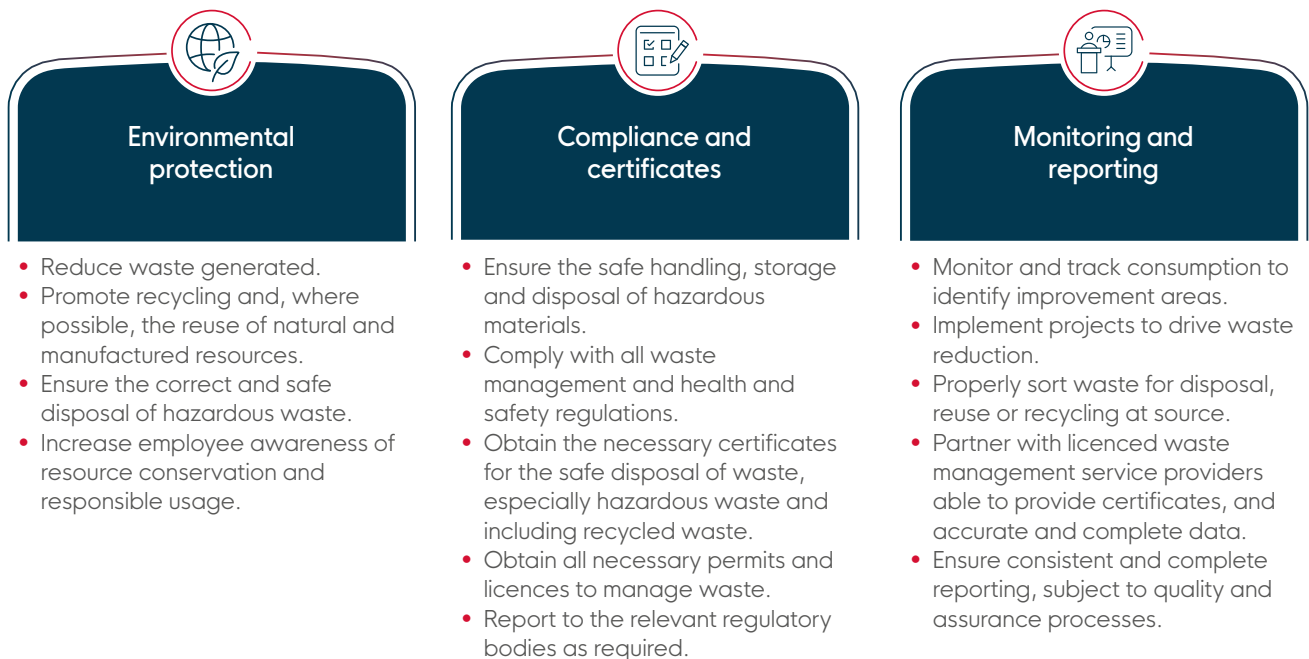 Environmental
protection
• Reduce waste generated.
• Promote recycling and, where
possible, the reuse of natural and
manufactured resources.
• Ensure the correct and safe
disposal of hazardous waste.
• Increase employee awareness of
resource conservation and
responsible usage.
Compliance and
certificates
• Ensure the safe handling, storage
and disposal of hazardous
materials.
• Comply with all waste
management and health and
safety regulations.
• Obtain the necessary certificates
for the safe disposal of waste,
especially hazardous waste and
including recycled waste.
• Obtain all necessary permits and
licences to manage waste.
• Report to the relevant regulatory
bodies as required.
Monitoring and
reporting
• Monitor and track consumption to
identify improvement areas.
• Implement projects to drive waste
reduction.
• Properly sort waste for disposal,
reuse or recycling at source.
• Partner with licenced waste
management service providers
able to provide certificates, and
accurate and complete data.
• Ensure consistent and complete
reporting, subject to quality and
assurance processes.